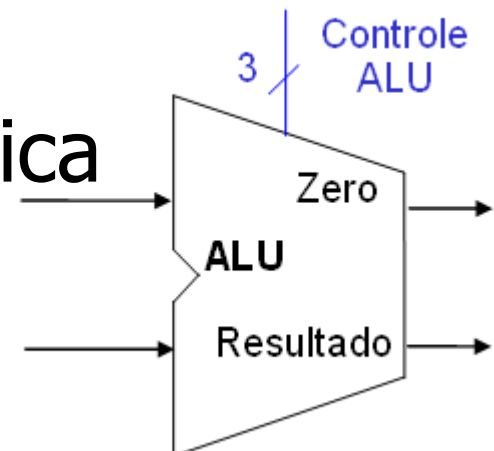 Controle
ALU
3
ica
Zero
ALU
Resultado